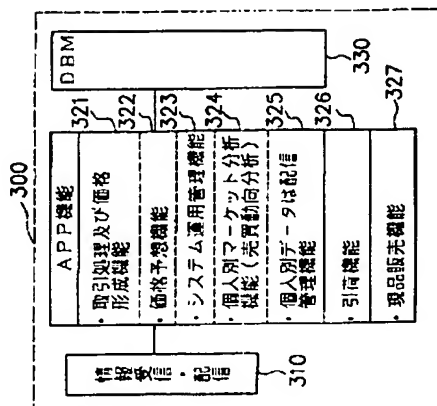 300
情報受信・配信
310
APP機能
・取引処理及び価格
形成機能
321
・価格予想機能
322
・システム運用管理機能
323
・個人別マーケット分析
機能(売買動向分析)
324
・個人別データは配信
管理機能
325
・引荷機能
326
・現品販売機能
327
DBM
330